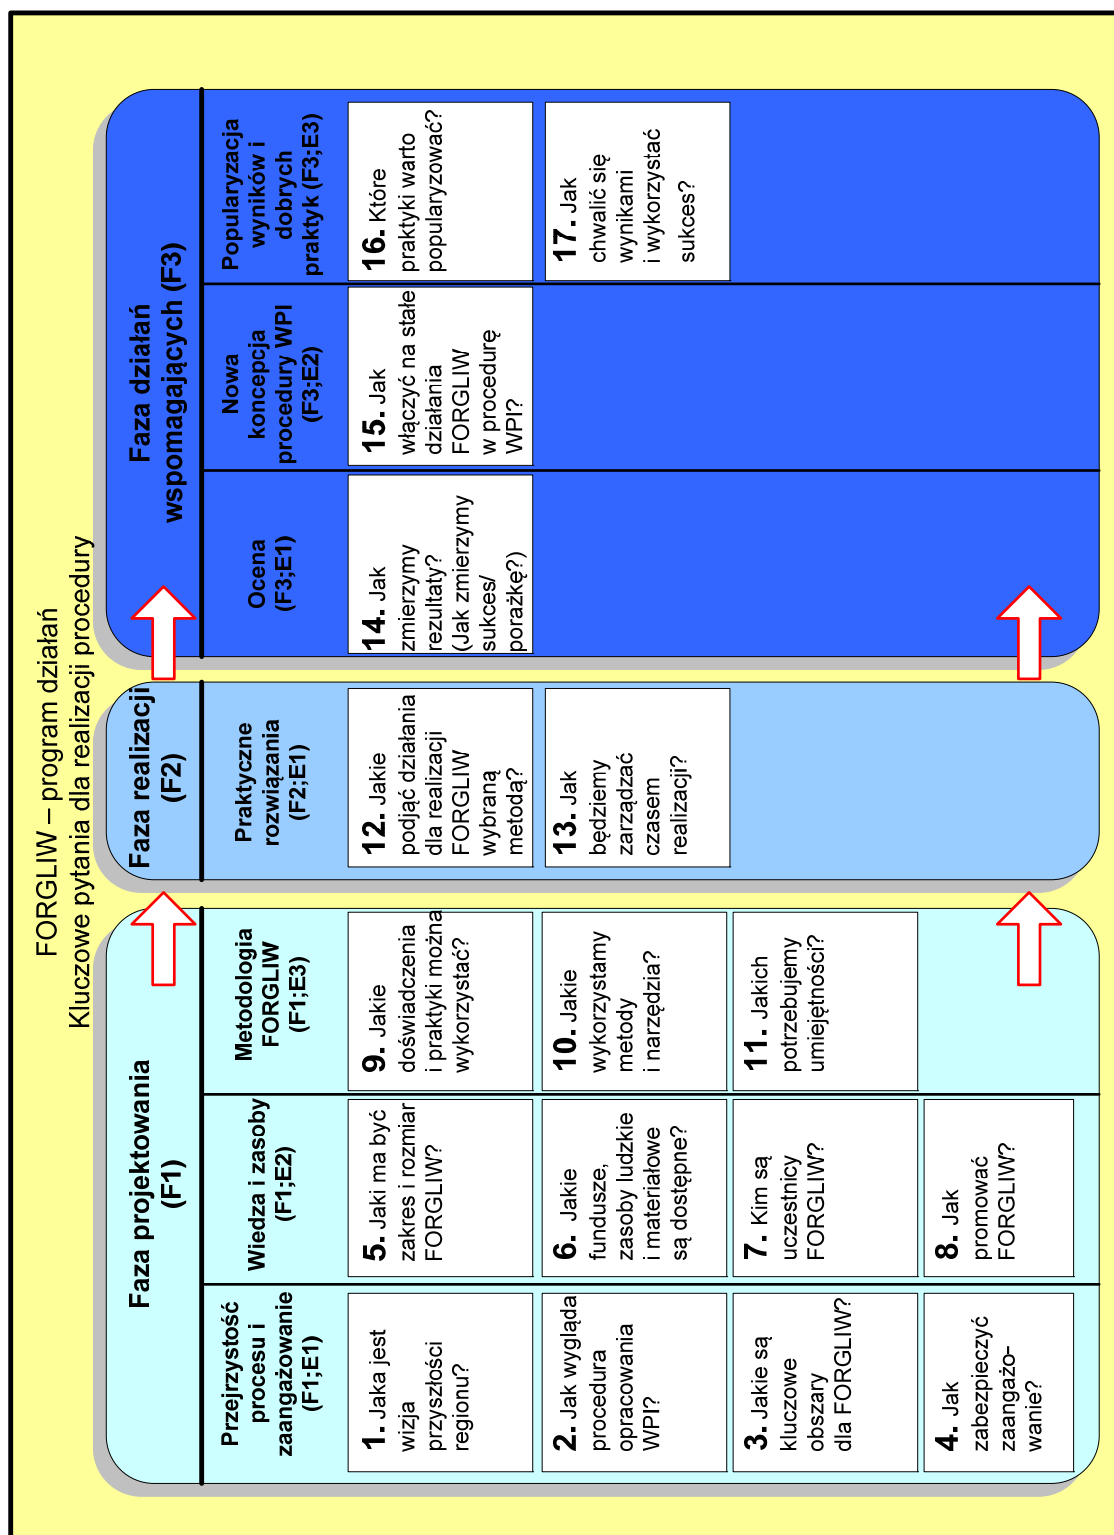 FORGLIW – program działań
Kluczowe pytania dla realizacji procedury
Faza projektowania
(F1)
Przejrzystość
procesu i
zaangażowanie
(F1;E1)
1. Jaka jest
wizja
przyszłości
regionu?
2. Jak wygląda
procedura
opracowania
WPI?
3. Jakie są
kluczowe
obszary
dla FORGLIW?
4. Jak
zabezpieczyć
zaangażo–
wanie?
Wiedza i zasoby
(F1;E2)
5. Jaki ma być
zakres i rozmiar
FORGLIW?
6. Jakie
fundusze,
zasoby ludzkie
i materiałowe
są dostępne?
7. Kim są
uczestnicy
FORGLIW?
8. Jak
promować
FORGLIW?
Metodologia
FORGLIW
(F1;E3)
9. Jakie
doświadczenia
i praktyki można
wykorzystać?
10. Jakie
wykorzystamy
metody
i narzędzia?
11. Jakich
potrzebujemy
umiejętności?
Faza realizacji
(F2)
Praktyczne
rozwiązania
(F2;E1)
12. Jakie
podjąć działania
dla realizacji
FORGLIW
wybraną
metodą?
13. Jak
będziemy
zarządzać
czasem
realizacji?
Faza działań
wspomagających (F3)
Ocena
(F3;E1)
14. Jak
zmierzymy
rezultaty?
(Jak zmierzymy
sukces/
porażkę?)
Nowa
koncepcja
procedury WPI
(F3;E2)
15. Jak
włączyć na stałe
działania
FORGLIW
w procedurę
WPI?
Popularyzacja
wyników i
dobrych
praktyk (F3;E3)
16. Które
praktyki warto
popularyzować?
17. Jak
chwalić się
wynikami
i wykorzystać
sukces?